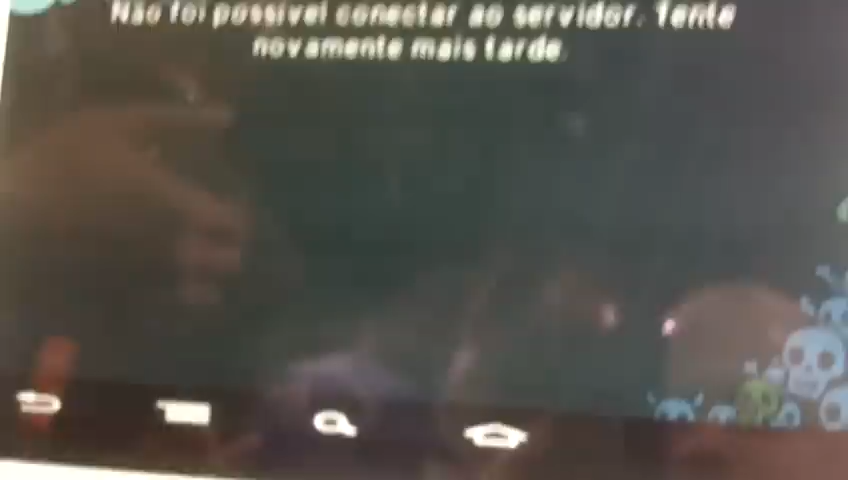 Não foi possível conectar ao servidor. Tente
novamente mais tarde.